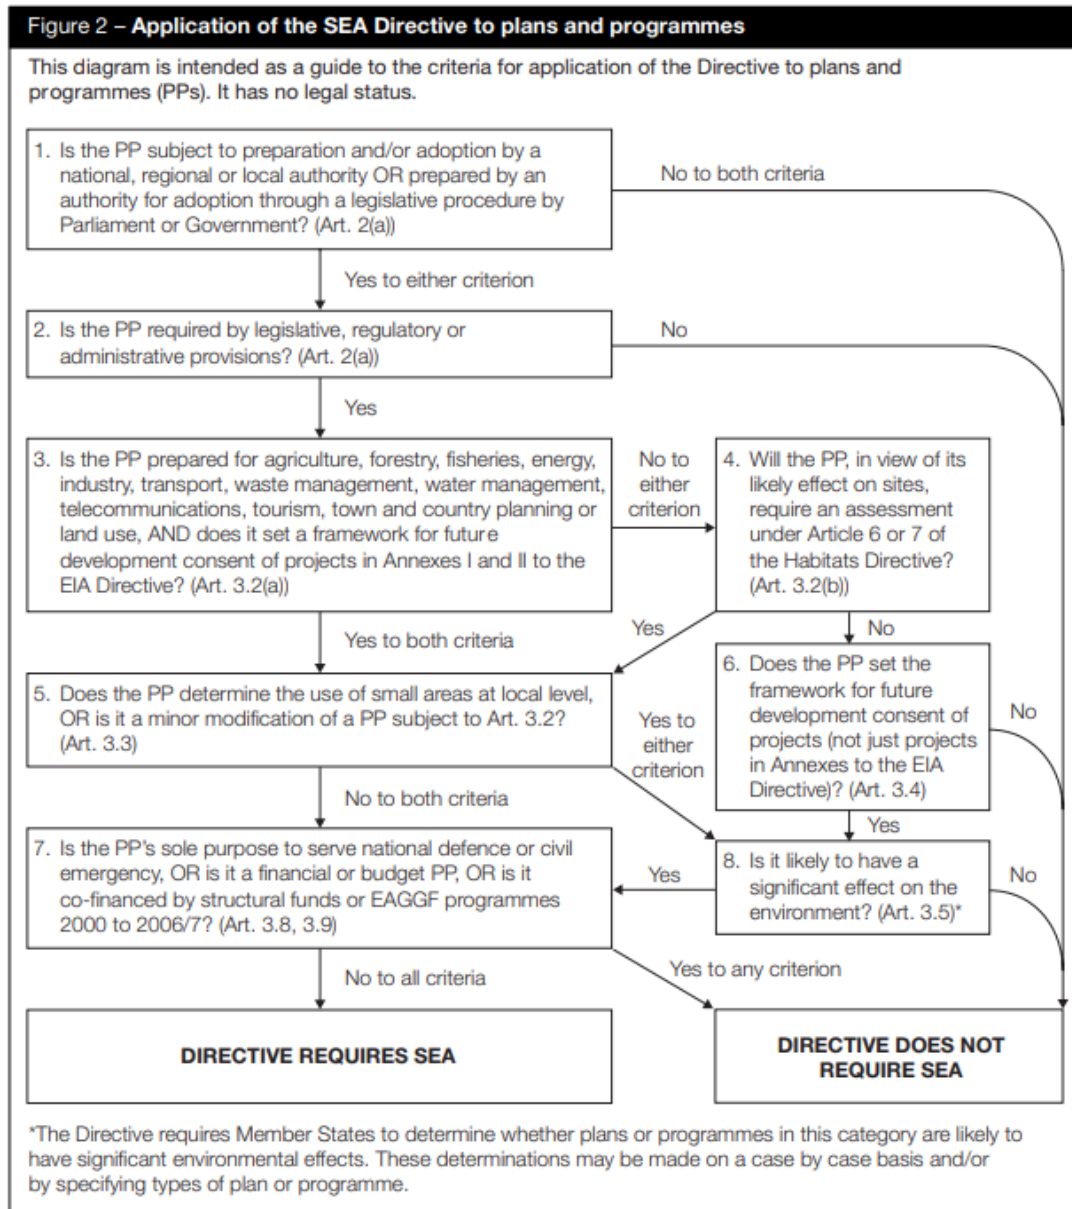 Figure 2 – Application of the SEA Directive to plans and programmes
This diagram is intended as a guide to the criteria for application of the Directive to plans and
programmes (PPs). It has no legal status.
1. Is the PP subject to preparation and/or adoption by a
national, regional or local authority OR prepared by an
authority for adoption through a legislative procedure by
Parliament or Government? (Art. 2(a))
No to both criteria
Yes to either criterion
2. Is the PP required by legislative, regulatory or
administrative provisions? (Art. 2(a))
No
Yes
3. Is the PP prepared for agriculture, forestry, fisheries, energy,
industry, transport, waste management, water management,
telecommunications, tourism, town and country planning or
land use, AND does it set a framework for future
development consent of projects in Annexes I and II to the
EIA Directive? (Art. 3.2(a))
No to
either
criterion
4. Will the PP, in view of its
likely effect on sites,
require an assessment
under Article 6 or 7 of
the Habitats Directive?
(Art. 3.2(b))
Yes to both criteria
Yes
No
5. Does the PP determine the use of small areas at local level,
OR is it a minor modification of a PP subject to Art. 3.2?
(Art. 3.3)
Yes to
either
criterion
6. Does the PP set the
framework for future
development consent of
projects (not just projects
in Annexes to the EIA
Directive)? (Art. 3.4)
No
No to both criteria
Yes
7. Is the PP's sole purpose to serve national defence or civil
emergency, OR is it a financial or budget PP, OR is it
co-financed by structural funds or EAGGF programmes
2000 to 2006/7? (Art. 3.8, 3.9)
Yes
8. Is it likely to have a
significant effect on the
environment? (Art. 3.5)*
No
No to all criteria
Yes to any criterion
DIRECTIVE REQUIRES SEA
DIRECTIVE DOES NOT
REQUIRE SEA
*The Directive requires Member States to determine whether plans or programmes in this category are likely to
have significant environmental effects. These determinations may be made on a case by case basis and/or
by specifying types of plan or programme.